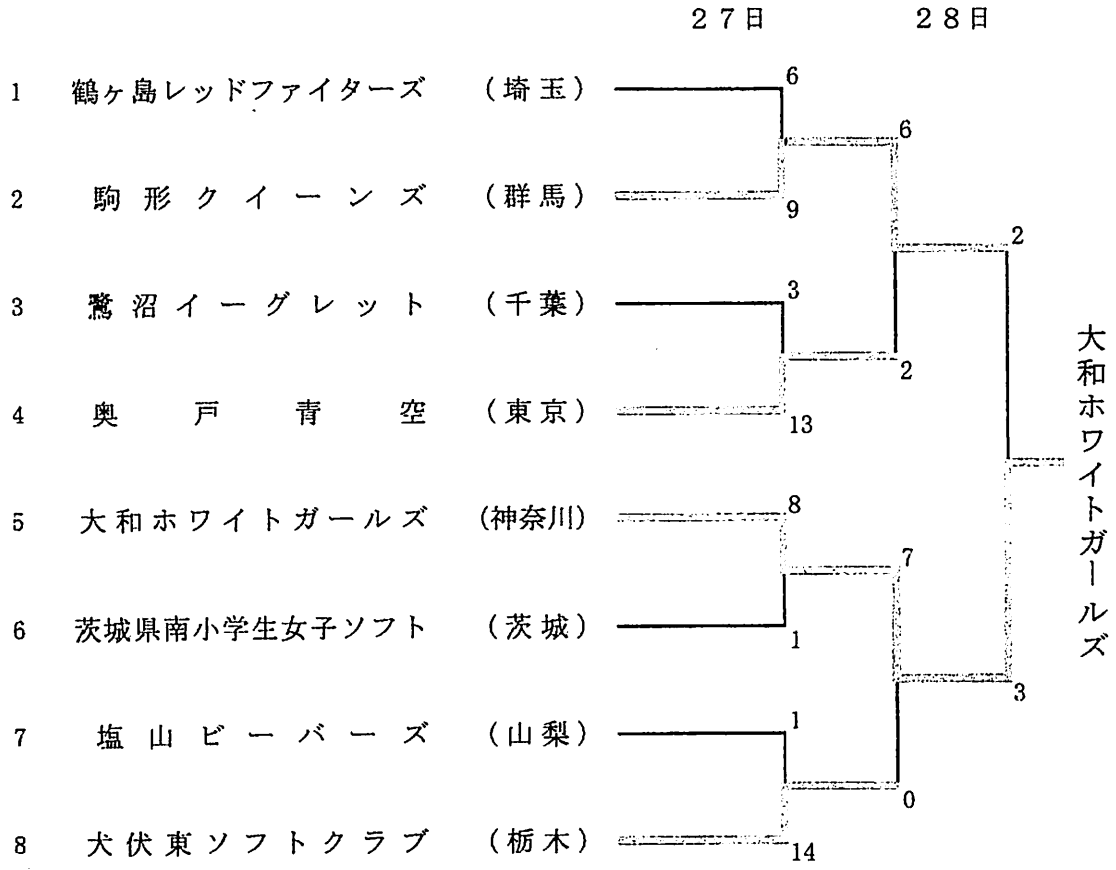 27日 28日
1 鶴ヶ島レッドファイターズ (埼玉) 6
6
2 駒形クイーンズ (群馬) 9
2
3 鷺沼イーグレット (千葉) 3
2
4 奥戸青空 (東京) 13
大和ホワイトガールズ
5 大和ホワイトガールズ (神奈川) 8
7
6 茨城県南小学生女子ソフト (茨城) 1
3
7 塩山ビーバーズ (山梨) 1
0
8 犬伏東ソフトクラブ (栃木) 14